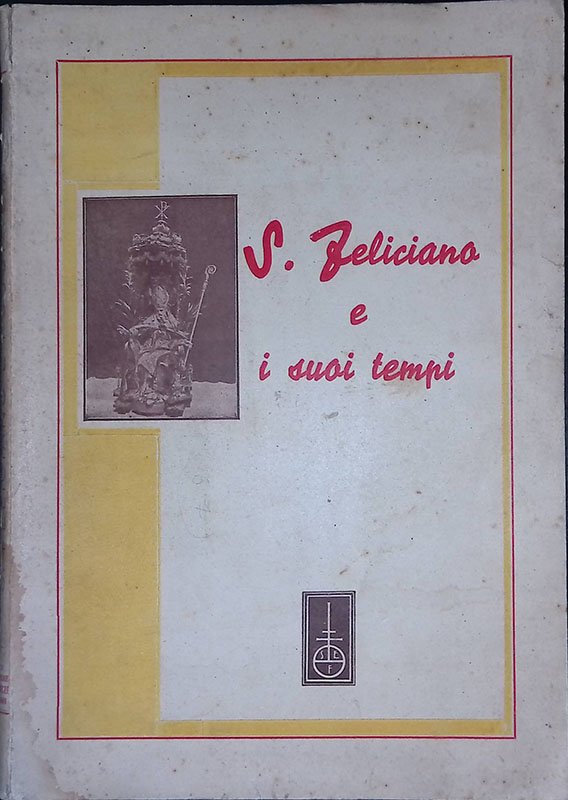 S. Feliciano
e
i suoi tempi
S E
F